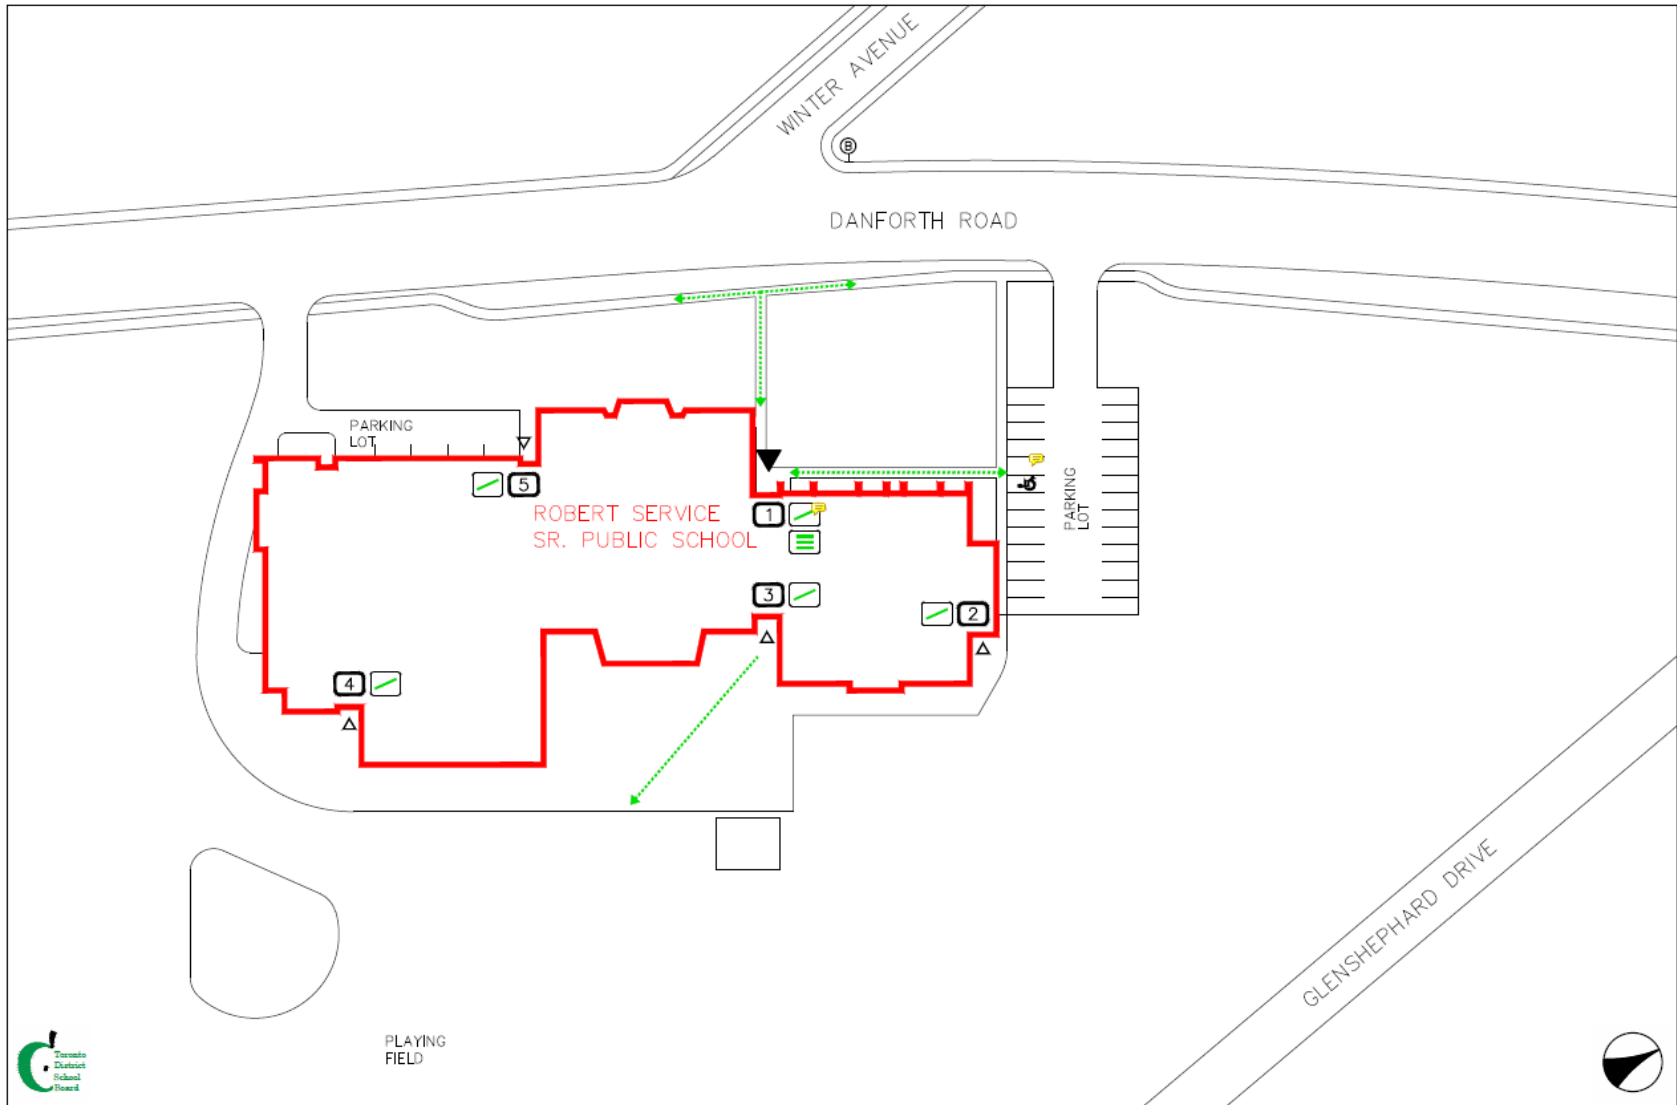 WINTER AVENUE
B
DANFORTH ROAD
PARKING
LOT
5
ROBERT SERVICE
SR. PUBLIC SCHOOL
1
PARKING
LOT
3
2
4
GLENSHEPHARD DRIVE
PLAYING
FIELD
Toronto
District
School
Board